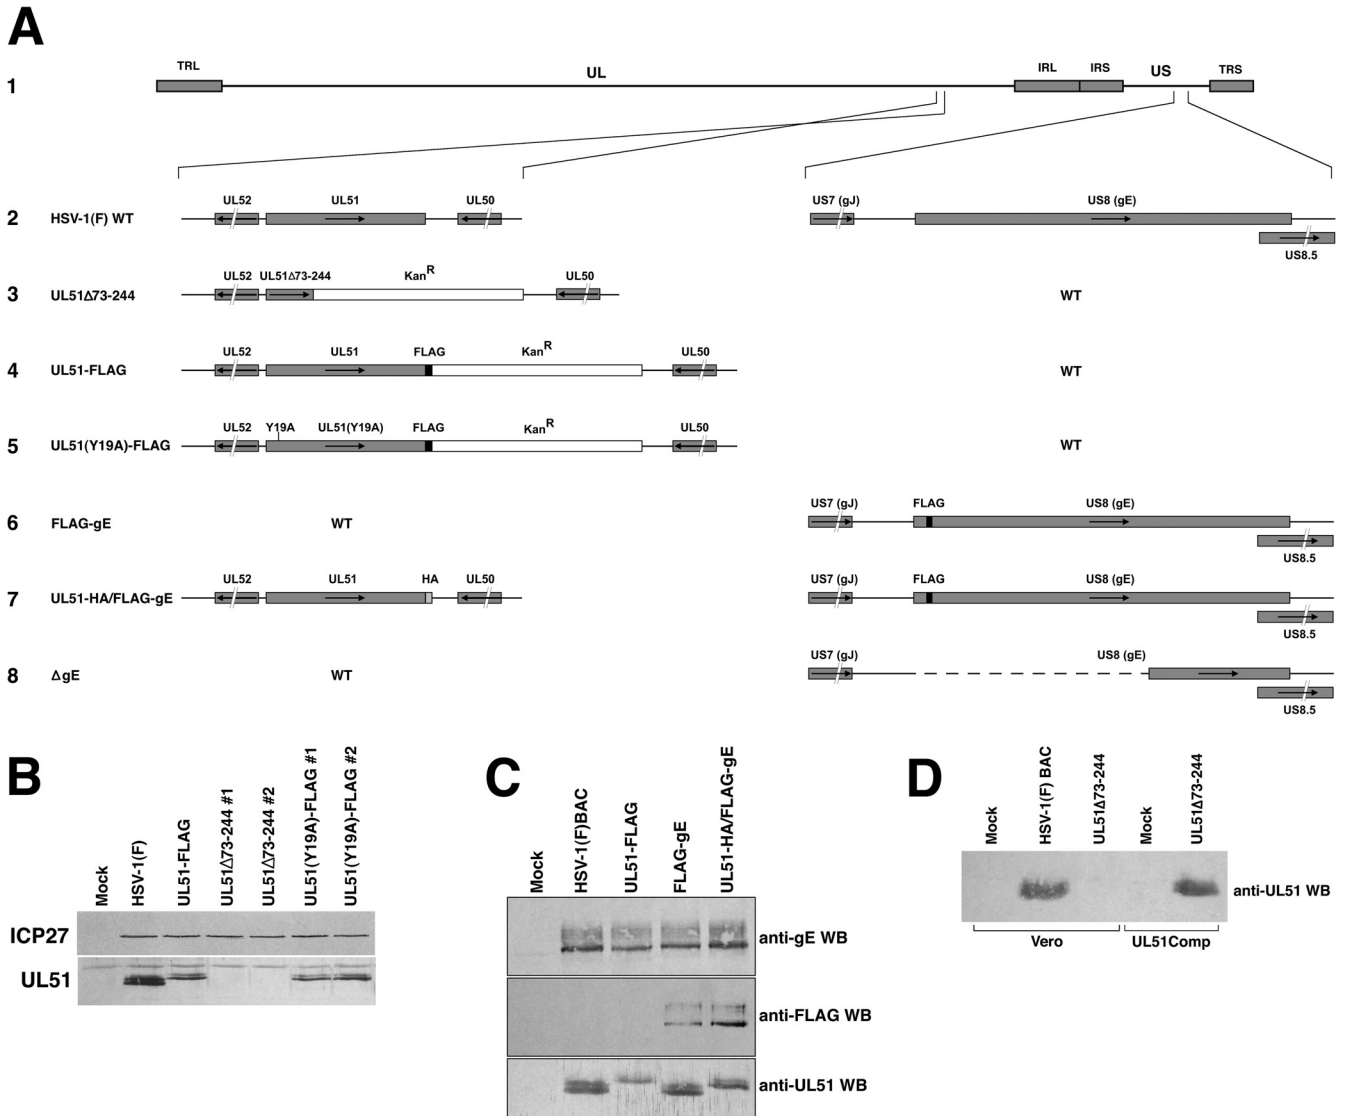 A
1 TRL UL IRL IRS US TRS
2 HSV-1(F) WT UL52 UL51 UL50 US7 (gJ) US8 (gE)
US8.5
3 UL51Δ73-244 UL52 UL51Δ73-244 KanR UL50 WT
4 UL51-FLAG UL52 UL51 FLAG KanR UL50 WT
5 UL51(Y19A)-FLAG UL52 Y19A UL51(Y19A) FLAG KanR UL50 WT
6 FLAG-gE WT US7 (gJ) FLAG US8 (gE)
US8.5
7 UL51-HA/FLAG-gE UL52 UL51 HA UL50 US7 (gJ) FLAG US8 (gE)
US8.5
8 ΔgE WT US7 (gJ) US8 (gE)
US8.5
B
Mock
HSV-1(F)
UL51-FLAG
UL51Δ73-244 #1
UL51Δ73-244 #2
UL51(Y19A)-FLAG #1
UL51(Y19A)-FLAG #2
ICP27
UL51
C
Mock
HSV-1(F)BAC
UL51-FLAG
FLAG-gE
UL51-HA/FLAG-gE
anti-gE WB
anti-FLAG WB
anti-UL51 WB
D
Mock
HSV-1(F) BAC
UL51Δ73-244
Mock
UL51Δ73-244
anti-UL51 WB
Vero UL51Comp